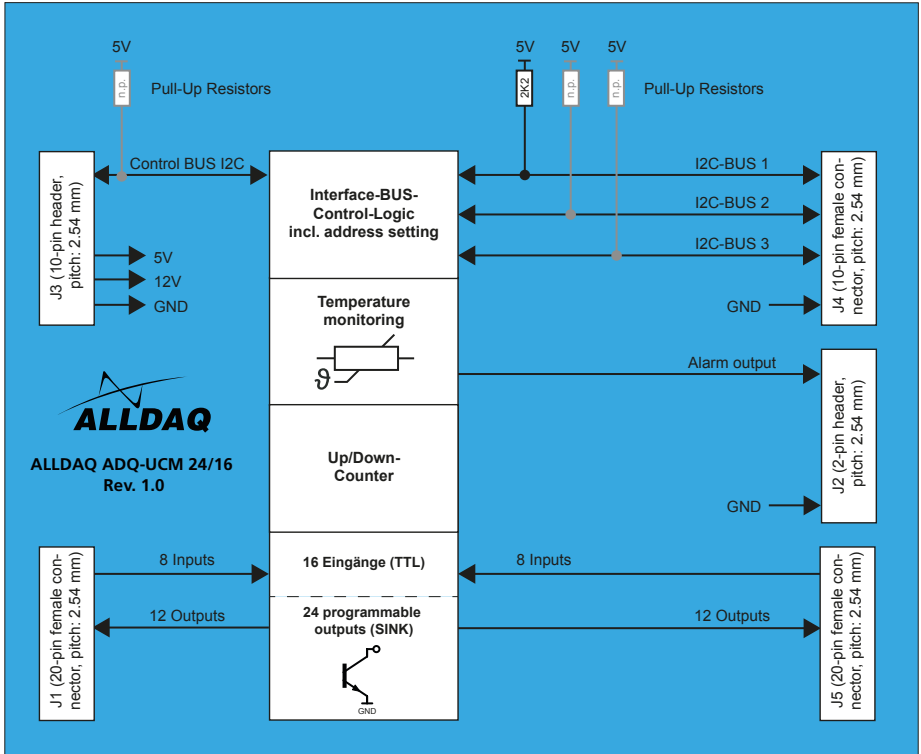 5V
n.p.
Pull-Up Resistors
5V
5V
5V
2K2
n.p.
n.p.
Pull-Up Resistors
J3 (10-pin header,
pitch: 2.54 mm)
Control BUS I2C
5V
12V
GND
Interface-BUS-
Control-Logic
incl. address setting
I2C-BUS 1
I2C-BUS 2
I2C-BUS 3
GND
J4 (10-pin female con-
nector, pitch: 2.54 mm)
Temperature
monitoring
ϑ
Alarm output
GND
J2 (2-pin header,
pitch: 2.54 mm)
ALLDAQ
ALLDAQ ADQ-UCM 24/16
Rev. 1.0
Up/Down-
Counter
J1 (20-pin female con-
nector, pitch: 2.54 mm)
8 Inputs
12 Outputs
16 Eingänge (TTL)
24 programmable
outputs (SINK)
GND
8 Inputs
12 Outputs
J5 (20-pin female con-
nector, pitch: 2.54 mm)